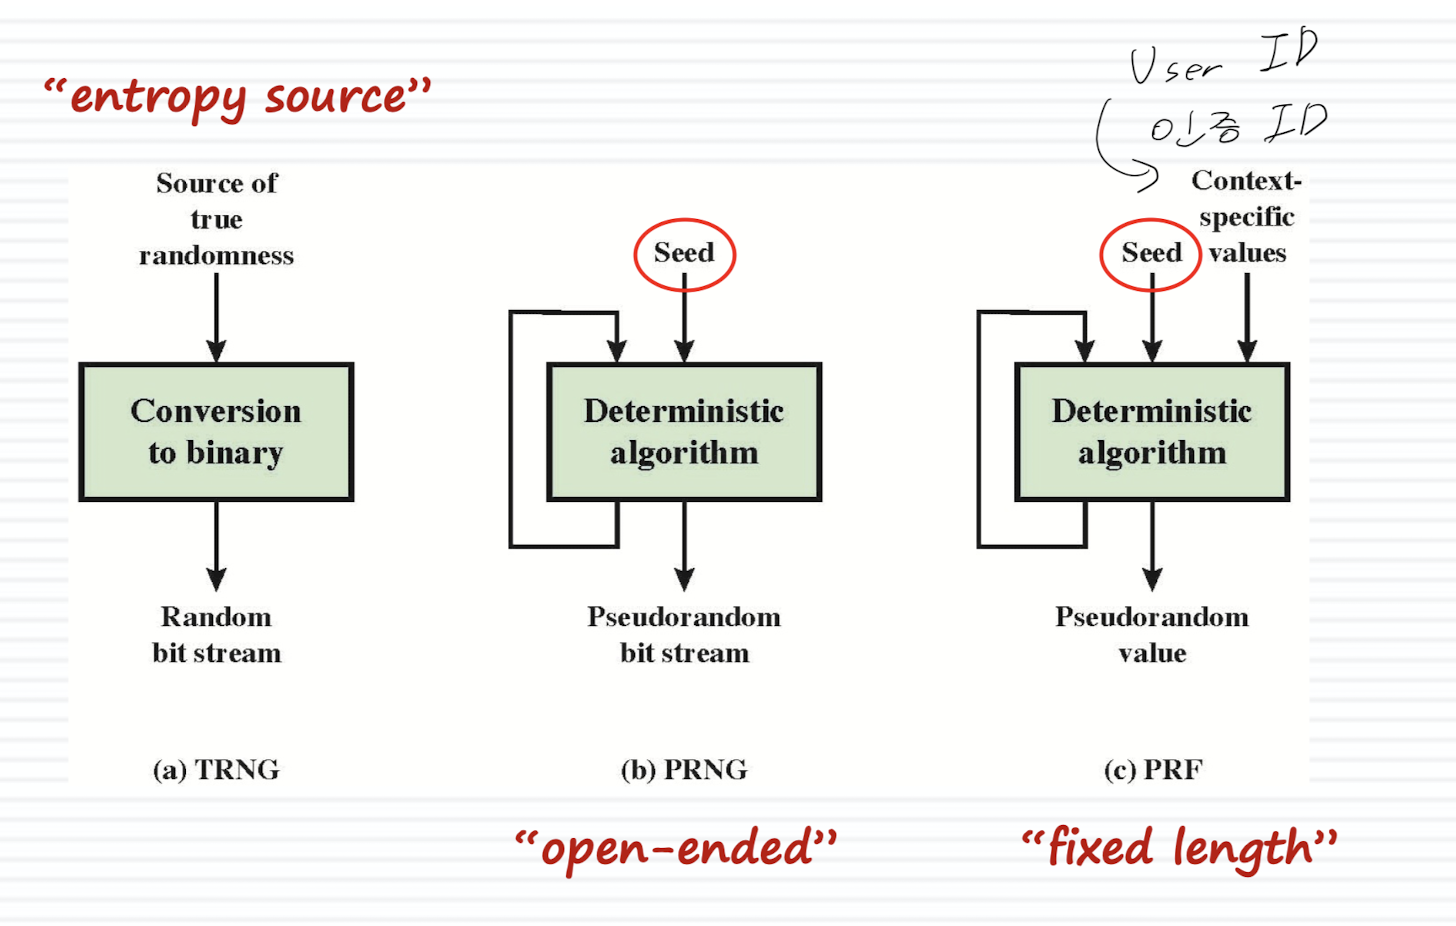 “entropy source”
User ID
인증 ID
Source of
true
randomness
Conversion
to binary
Random
bit stream
(a) TRNG
Seed
Deterministic
algorithm
Pseudorandom
bit stream
(b) PRNG
“open-ended”
Seed
Context-
specific
values
Deterministic
algorithm
Pseudorandom
value
(c) PRF
“fixed length”